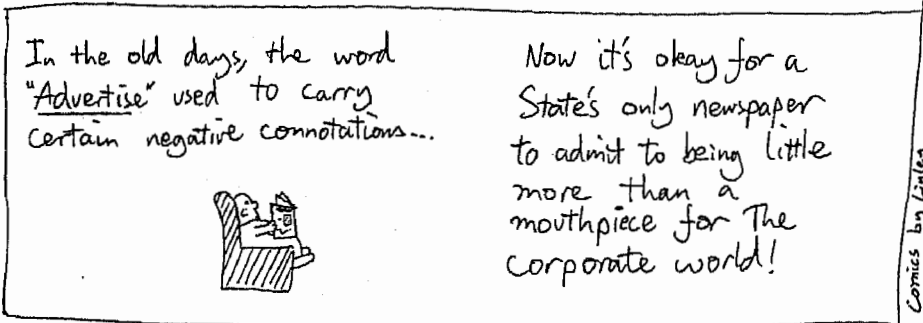 In the old days, the word
"Advertise" used to carry
certain negative connotations...
Now it's okay for a
State's only newspaper
to admit to being little
more than a
mouthpiece for The
corporate world!
Comics by